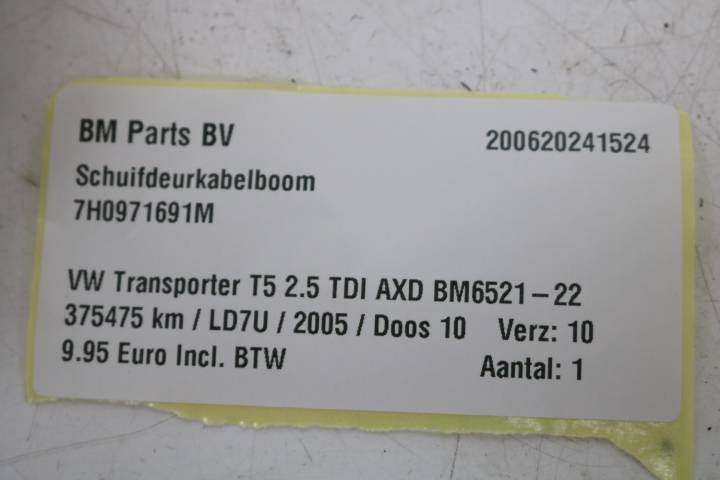 BM Parts BV 200620241524
Schuifdeurkabelboom
7H0971691M
VW Transporter T5 2.5 TDI AXD BM6521-22
375475 km / LD7U / 2005 / Doos 10 Verz: 10
9.95 Euro Incl. BTW Aantal: 1